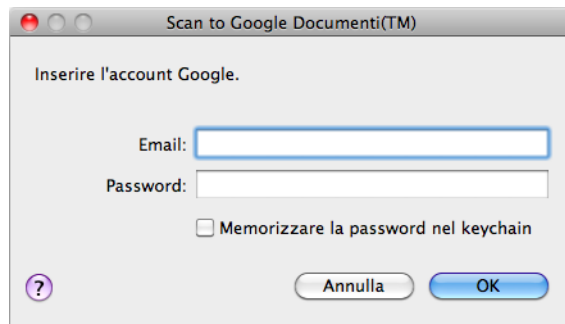 Scan to Google Documenti(TM)
Inserire l'account Google.
Email:
Password:
Memorizzare la password nel keychain
?
Annulla
OK